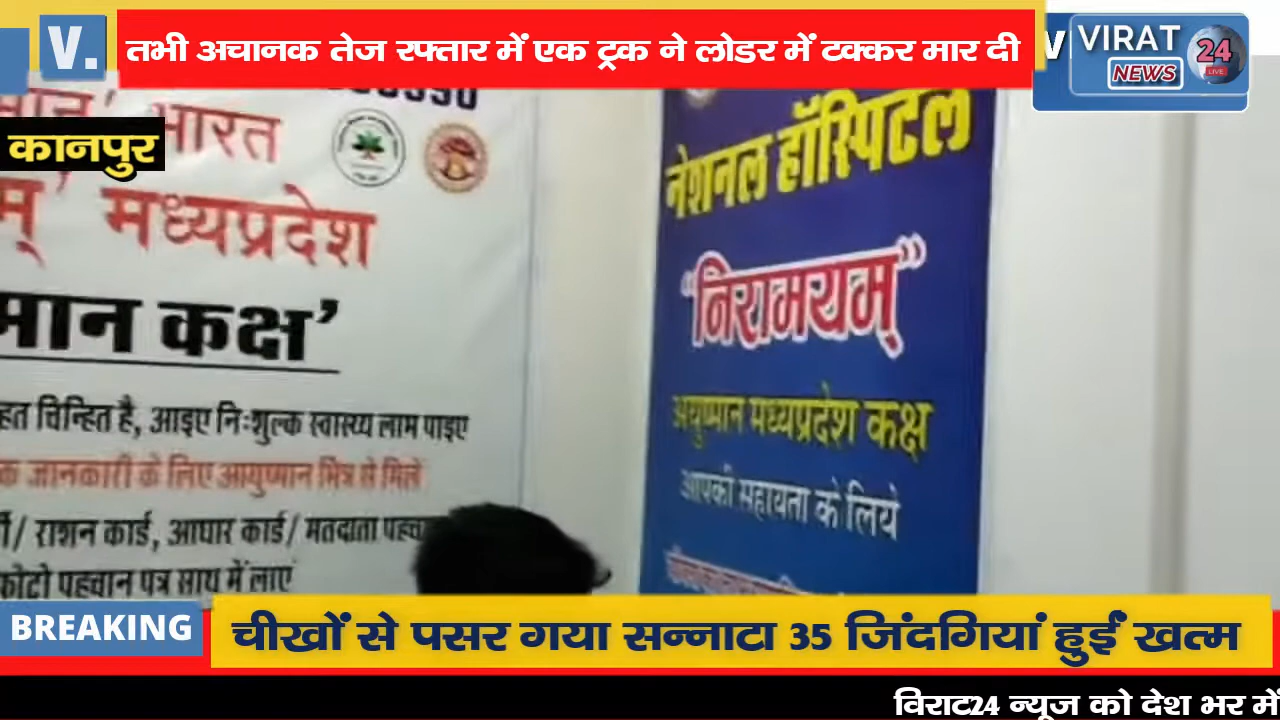 V.
तभी अचानक तेज रफ्तार में एक ट्रक ने लोडर में टक्कर मार दी
V
VIRAT
24
LIVE
NEWS
कानपुर
भारत
मध्यप्रदेश
मान कक्ष’
चिन्हित है, आइए निःशुल्क स्वास्थ्य लाभ पाइए
जानकारी के लिए आयुष्मान मित्र से मिलें
राशन कार्ड, आधार कार्ड/ मतदाता
फोटो पहचान पत्र साथ में लाएं
नेशनल हॉस्पिटल
“निरामयम्”
आयुष्मान मध्यप्रदेश कक्ष
आपकी सहायता के लिये
BREAKING
चीखों से पसर गया सन्नाटा 35 जिंदगियां हुईं खत्म
विराट24 न्यूज को देश भर में